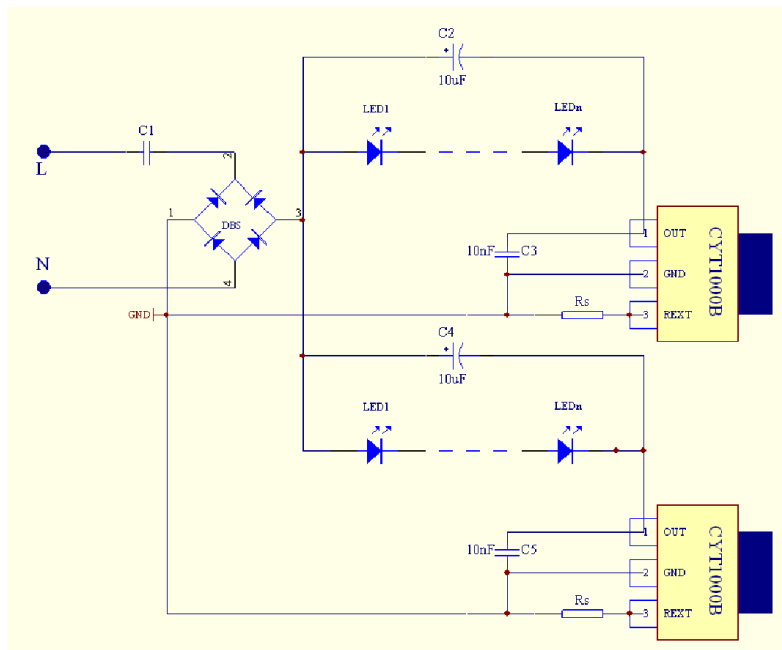 C2
10uF
LED1
LEDn
C1
L
2
1
DBS
3
4
N
GND
10nF
C3
1
OUT
2
GND
Rs
3
REXT
CYT1000B
C4
10uF
LED1
LEDn
10nF
C5
1
OUT
2
GND
Rs
3
REXT
CYT1000B